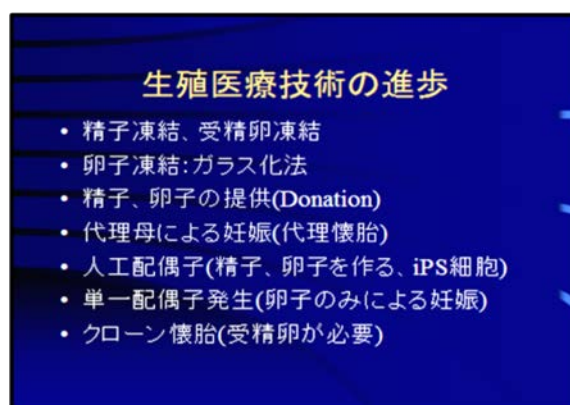 生殖医療技術の進歩
• 精子凍結、受精卵凍結
• 卵子凍結:ガラス化法
• 精子、卵子の提供(Donation)
• 代理母による妊娠(代理懐胎)
• 人工配偶子(精子、卵子を作る、iPS細胞)
• 単一配偶子発生(卵子のみによる妊娠)
• クローン懐胎(受精卵が必要)